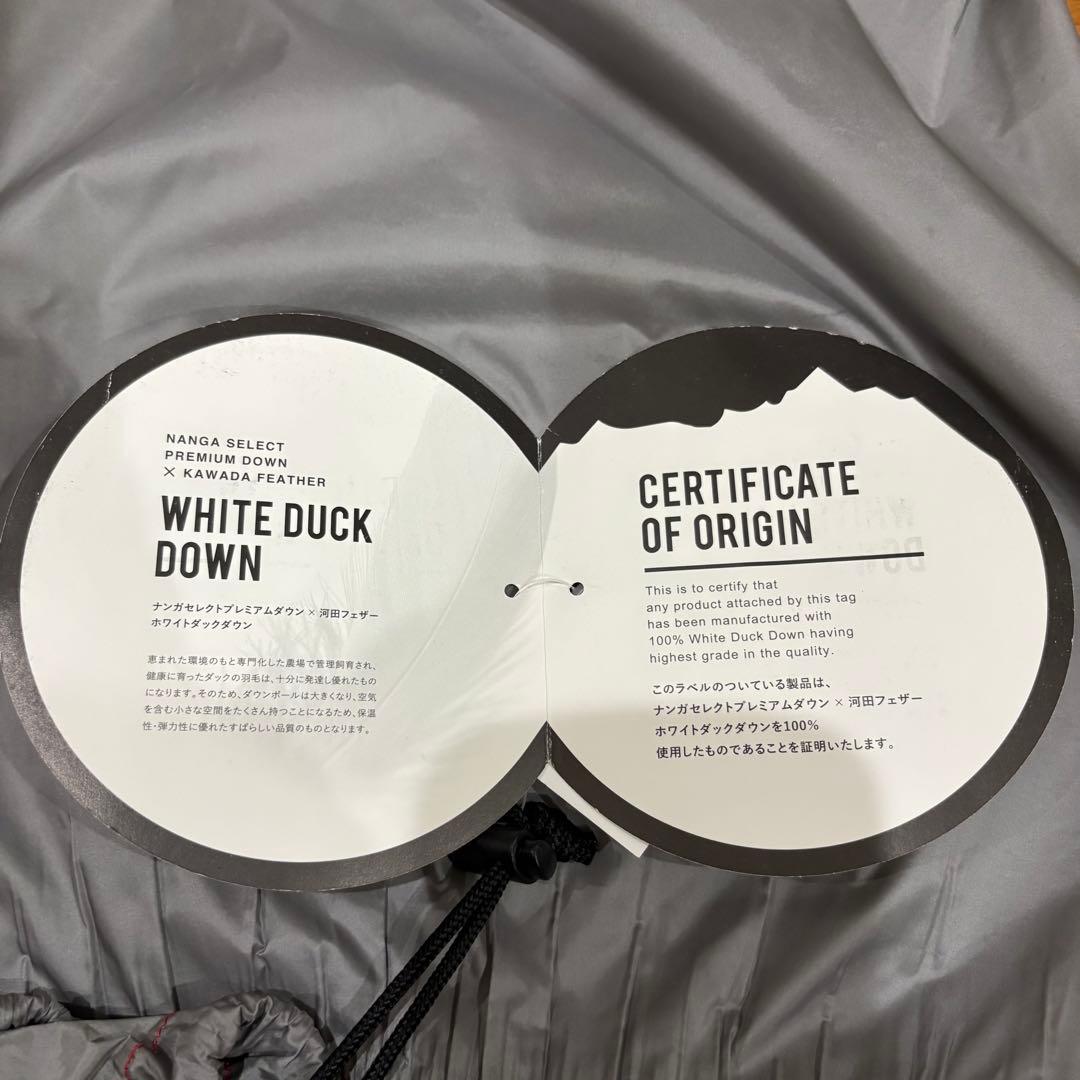 NANGA SELECT
PREMIUM DOWN
× KAWADA FEATHER
WHITE DUCK
DOWN
ナンガセレクトプレミアムダウン × 河田フェザー
ホワイトダックダウン
恵まれた環境のもと専門化した農場で管理飼育され、
健康に育ったダックの羽毛は、十分に発達し優れたもの
になります。そのため、ダウンボールは大きくなり、空気
を含む小さな空間をたくさん持つことになるため、保温
性・弾力性に優れたすばらしい品質のものとなります。
CERTIFICATE
OF ORIGIN
This is to certify that
any product attached by this tag
has been manufactured with
100% White Duck Down having
highest grade in the quality.
このラベルのついている製品は、
ナンガセレクトプレミアムダウン × 河田フェザー
ホワイトダックダウンを100%
使用したものであることを証明いたします。